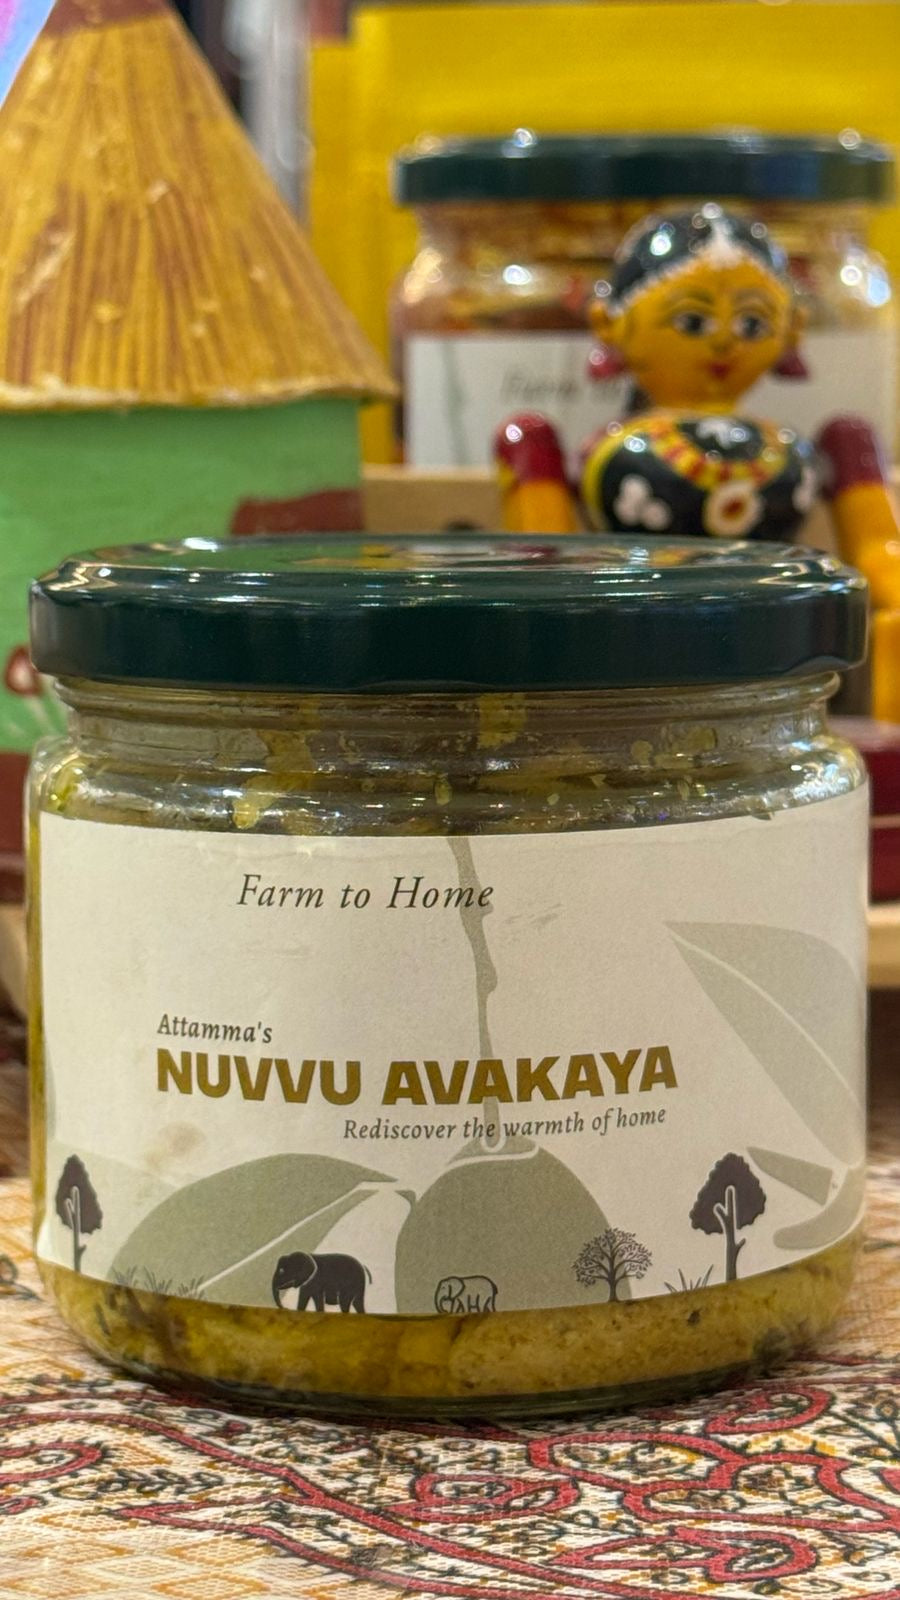 Farm to Home
Attamma's
NUVVU AVAKAYA
Rediscover the warmth of home